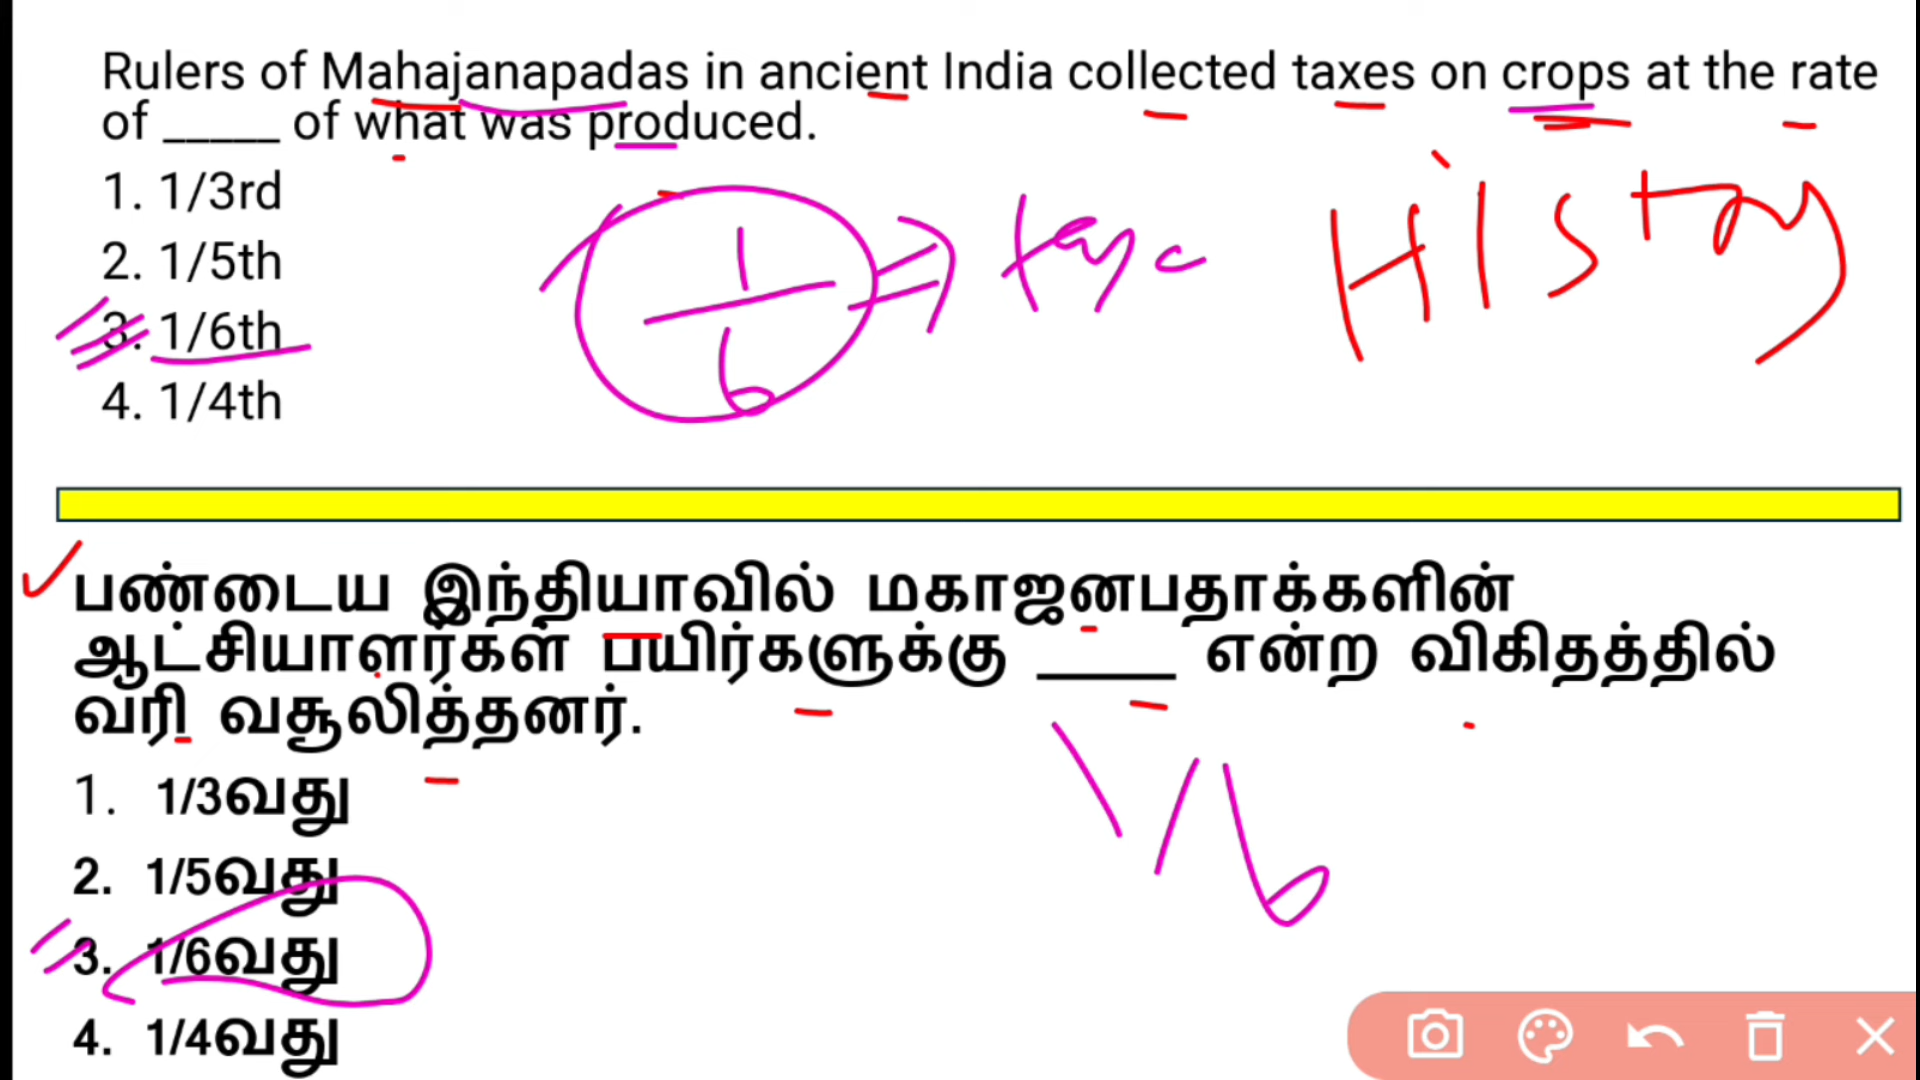 Rulers of Mahajanapadas in ancient India collected taxes on crops at the rate
of _____ of what was produced.
1. 1/3rd
2. 1/5th
3. 1/6th
4. 1/4th
1/6 ⇒
பண்டைய இந்தியாவில் மகாஜனபதாக்களின்
ஆட்சியாளர்கள் பயிர்களுக்கு _____ என்ற விகிதத்தில்
வரி வசூலித்தனர்.
1. 1/3வது
2. 1/5வது
3. 1/6வது
4. 1/4வது
1/6